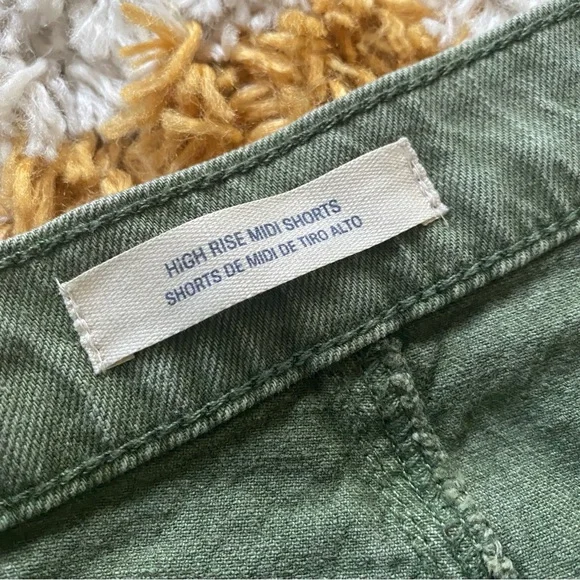 HIGH RISE MIDI SHORTS
SHORTS DE MIDI DE TIRO ALTO